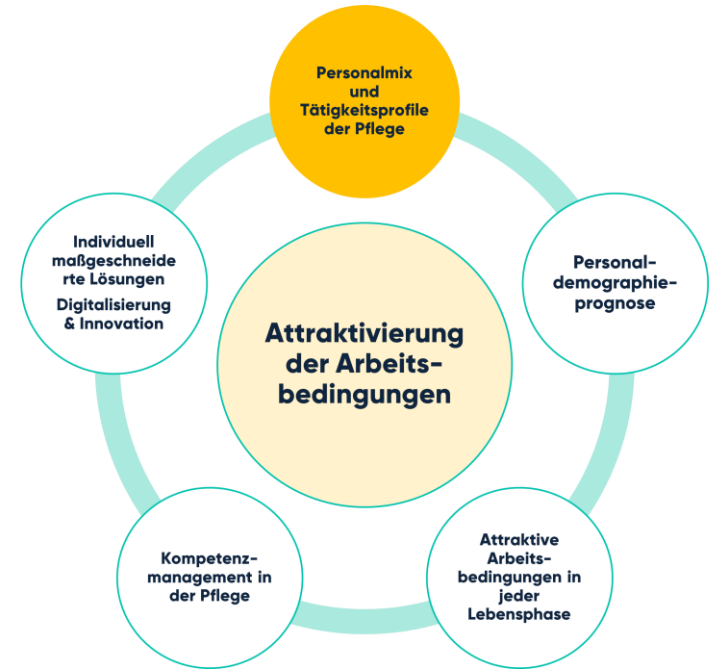 Personalmix
und
Tätigkeitsprofile
der Pflege
Personal-
demographie-
prognose
Attraktive
Arbeits-
bedingungen in
jeder
Lebensphase
Kompetenz-
management in
der Pflege
Individuell
maßgeschneide
rte Lösungen
Digitalisierung
& Innovation
Attraktivierung
der Arbeits-
bedingungen